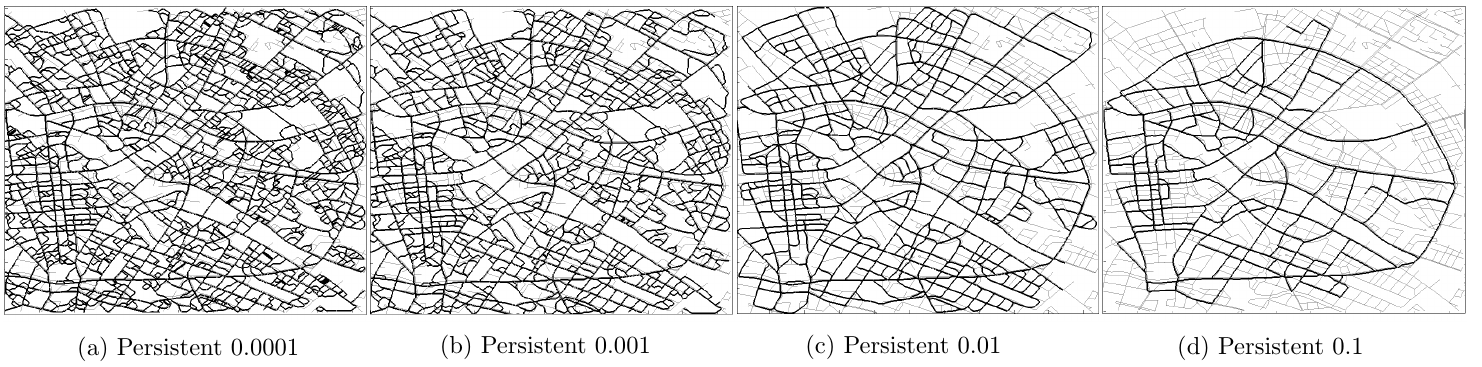 (a) Persistent 0.0001
(b) Persistent 0.001
(c) Persistent 0.01
(d) Persistent 0.1